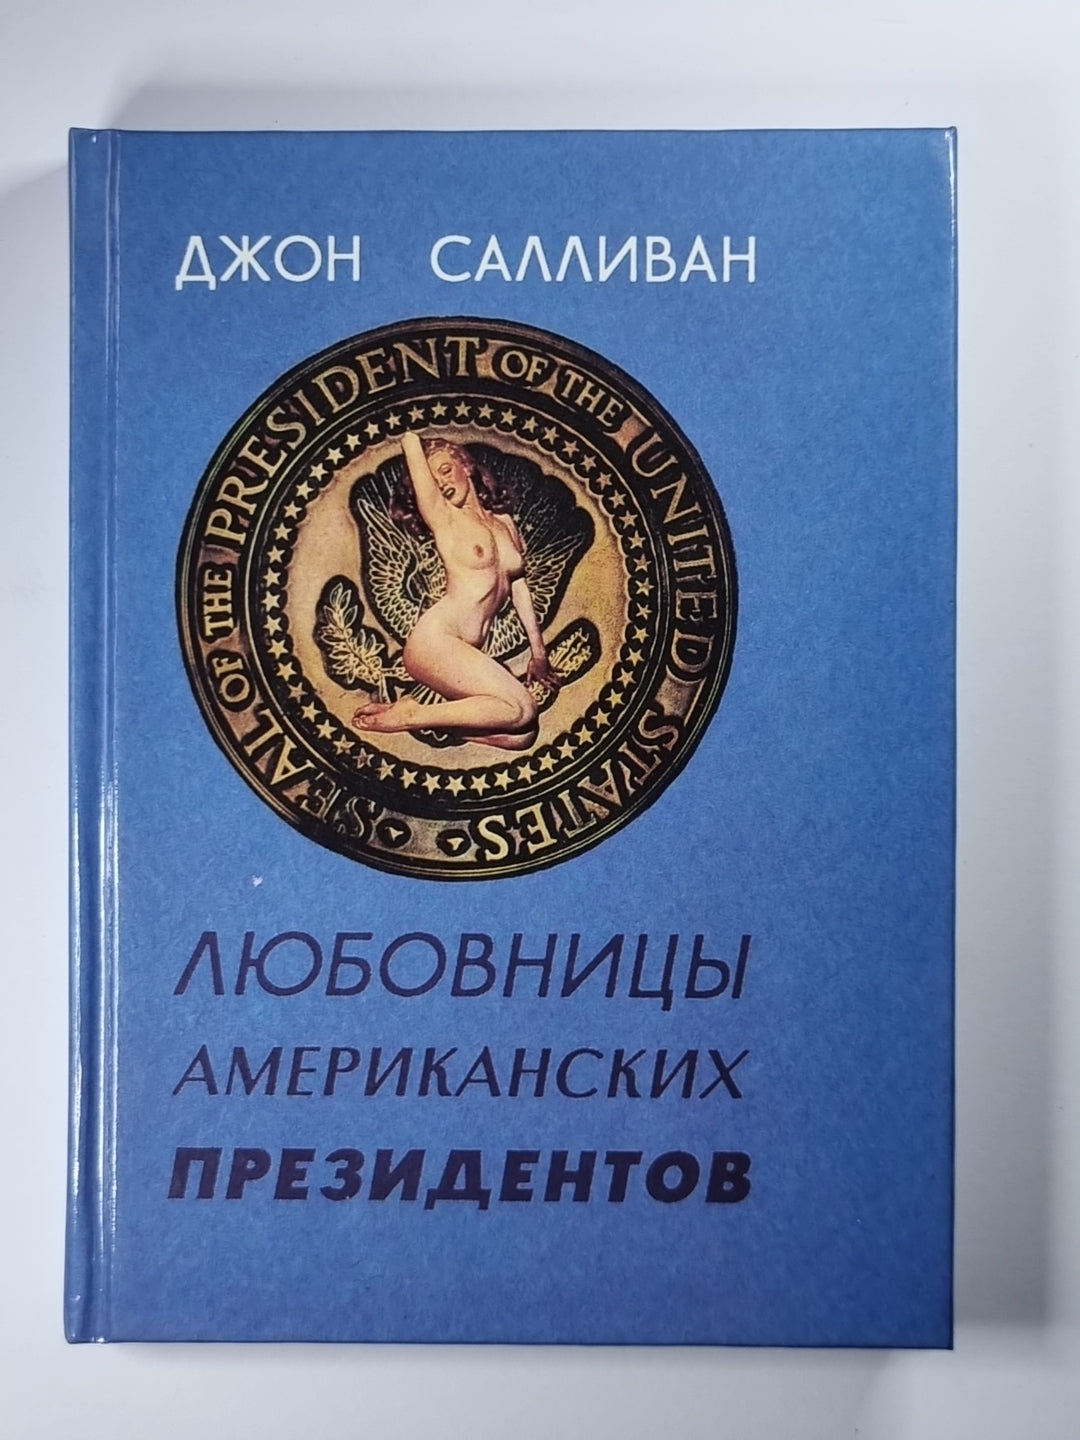 ДЖОН САЛЛИВАН
SEAL OF THE PRESIDENT OF THE UNITED STATES
ЛЮБОВНИЦЫ
АМЕРИКАНСКИХ
ПРЕЗИДЕНТОВ